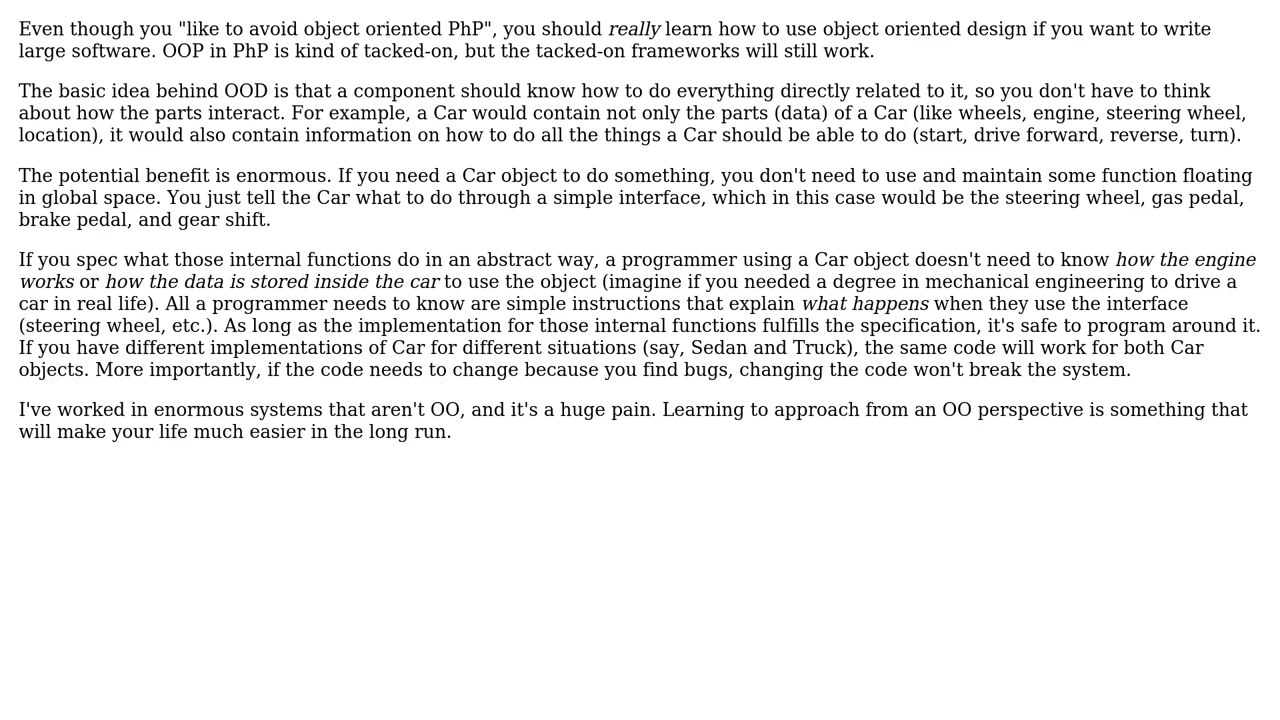 Even though you "like to avoid object oriented PhP", you should really learn how to use object oriented design if you want to write
large software. OOP in PhP is kind of tacked-on, but the tacked-on frameworks will still work.
The basic idea behind OOD is that a component should know how to do everything directly related to it, so you don't have to think
about how the parts interact. For example, a Car would contain not only the parts (data) of a Car (like wheels, engine, steering wheel,
location), it would also contain information on how to do all the things a Car should be able to do (start, drive forward, reverse, turn).
The potential benefit is enormous. If you need a Car object to do something, you don't need to use and maintain some function floating
in global space. You just tell the Car what to do through a simple interface, which in this case would be the steering wheel, gas pedal,
brake pedal, and gear shift.
If you spec what those internal functions do in an abstract way, a programmer using a Car object doesn't need to know how the engine
works or how the data is stored inside the car to use the object (imagine if you needed a degree in mechanical engineering to drive a
car in real life). All a programmer needs to know are simple instructions that explain what happens when they use the interface
(steering wheel, etc.). As long as the implementation for those internal functions fulfills the specification, it's safe to program around it.
If you have different implementations of Car for different situations (say, Sedan and Truck), the same code will work for both Car
objects. More importantly, if the code needs to change because you find bugs, changing the code won't break the system.
I've worked in enormous systems that aren't OO, and it's a huge pain. Learning to approach from an OO perspective is something that
will make your life much easier in the long run.